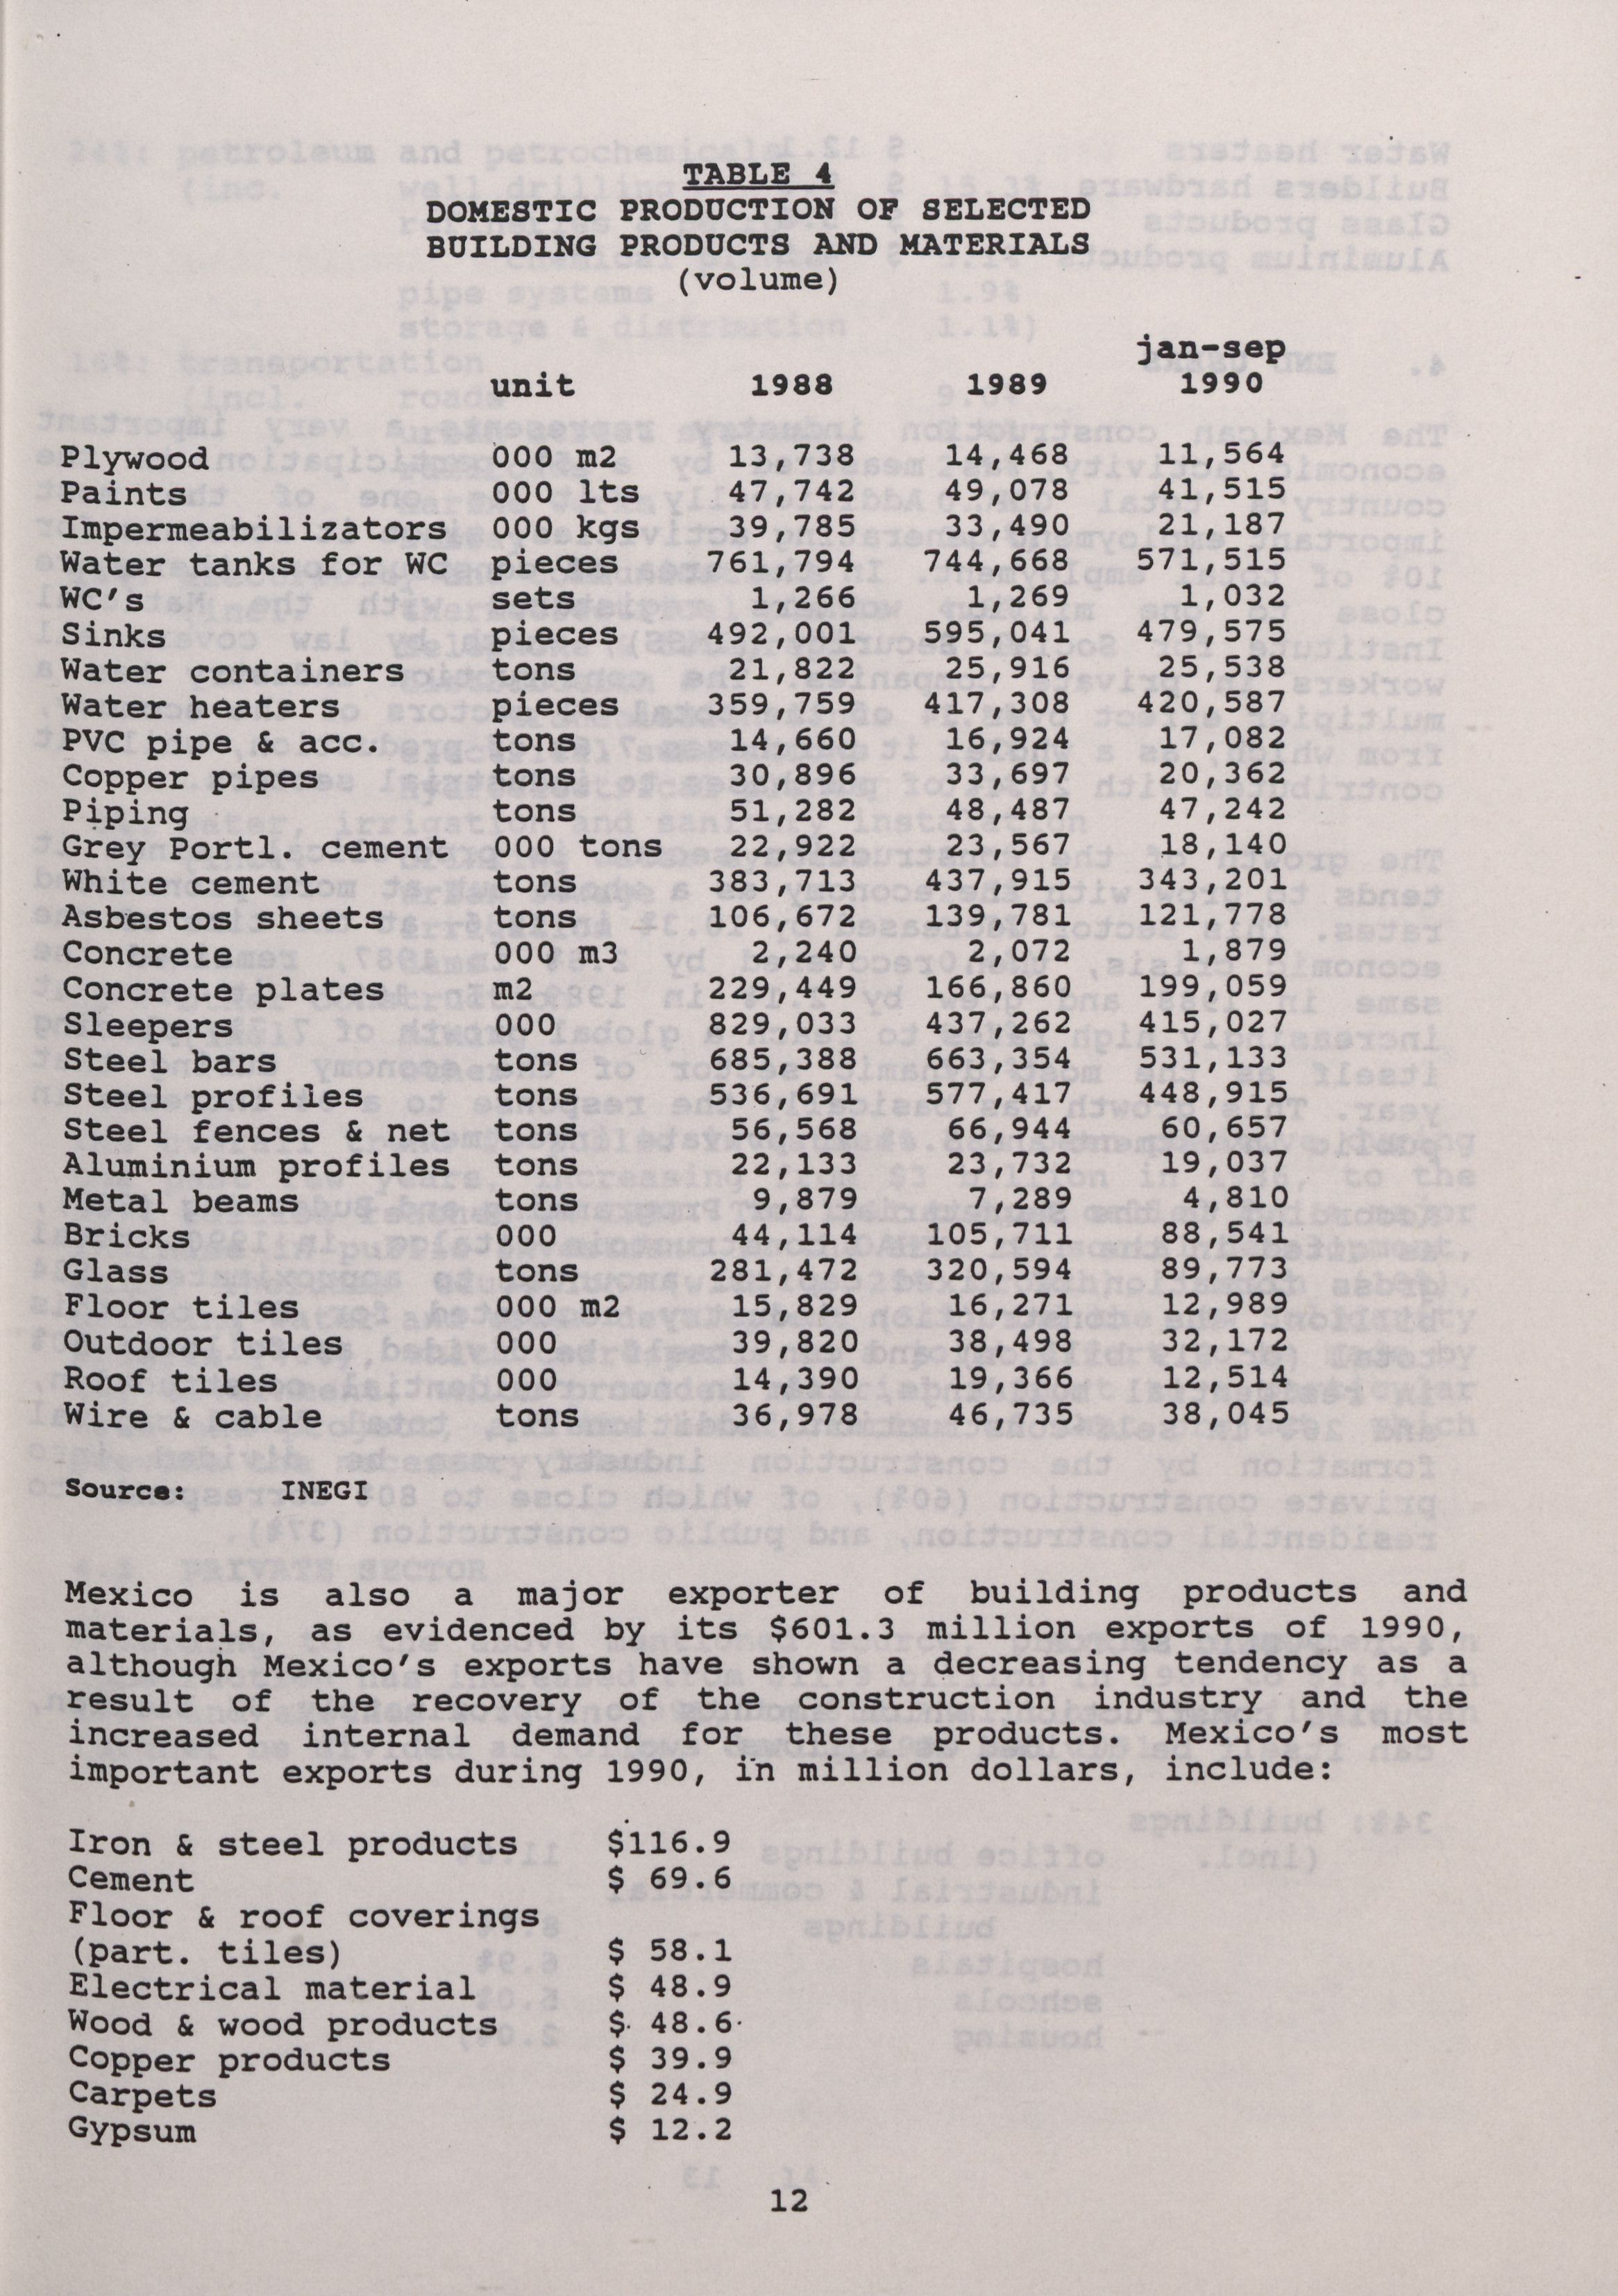 TABLE 4
DOMESTIC PRODUCTION OF SELECTED
BUILDING PRODUCTS AND MATERIALS
(volume)
jan-sep
unit 1988 1989 1990
Plywood 000 m2 13,738 14,468 11,564
Paints 000 lts 47,742 49,078 41,515
Impermeabilizators 000 kgs 39,785 33,490 21,187
Water tanks for WC pieces 761,794 744,668 571,515
WC's sets 1,266 1,269 1,032
Sinks pieces 492,001 595,041 479,575
Water containers tons 21,822 25,916 25,538
Water heaters pieces 359,759 417,308 420,587
PVC pipe & acc. tons 14,660 16,924 17,082
Copper pipes tons 30,896 33,697 20,362
Piping tons 51,282 48,487 47,242
Grey Portl. cement 000 tons 22,922 23,567 18,140
White cement tons 383,713 437,915 343,201
Asbestos sheets tons 106,672 139,781 121,778
Concrete 000 m3 2,240 2,072 1,879
Concrete plates m2 229,449 166,860 199,059
Sleepers 000 829,033 437,262 415,027
Steel bars tons 685,388 663,354 531,133
Steel profiles tons 536,691 577,417 448,915
Steel fences & net tons 56,568 66,944 60,657
Aluminium profiles tons 22,133 23,732 19,037
Metal beams tons 9,879 7,289 4,810
Bricks 000 44,114 105,711 88,541
Glass tons 281,472 320,594 89,773
Floor tiles 000 m2 15,829 16,271 12,989
Outdoor tiles 000 39,820 38,498 32,172
Roof tiles 000 14,390 19,366 12,514
Wire & cable tons 36,978 46,735 38,045
Source: INEGI
Mexico is also a major exporter of building products and
materials, as evidenced by its $601.3 million exports of 1990,
although Mexico's exports have shown a decreasing tendency as a
result of the recovery of the construction industry and the
increased internal demand for these products. Mexico's most
important exports during 1990, in million dollars, include:
Iron & steel products $116.9
Cement $ 69.6
Floor & roof coverings
(part. tiles) $ 58.1
Electrical material $ 48.9
Wood & wood products $ 48.6
Copper products $ 39.9
Carpets $ 24.9
Gypsum $ 12.2
12